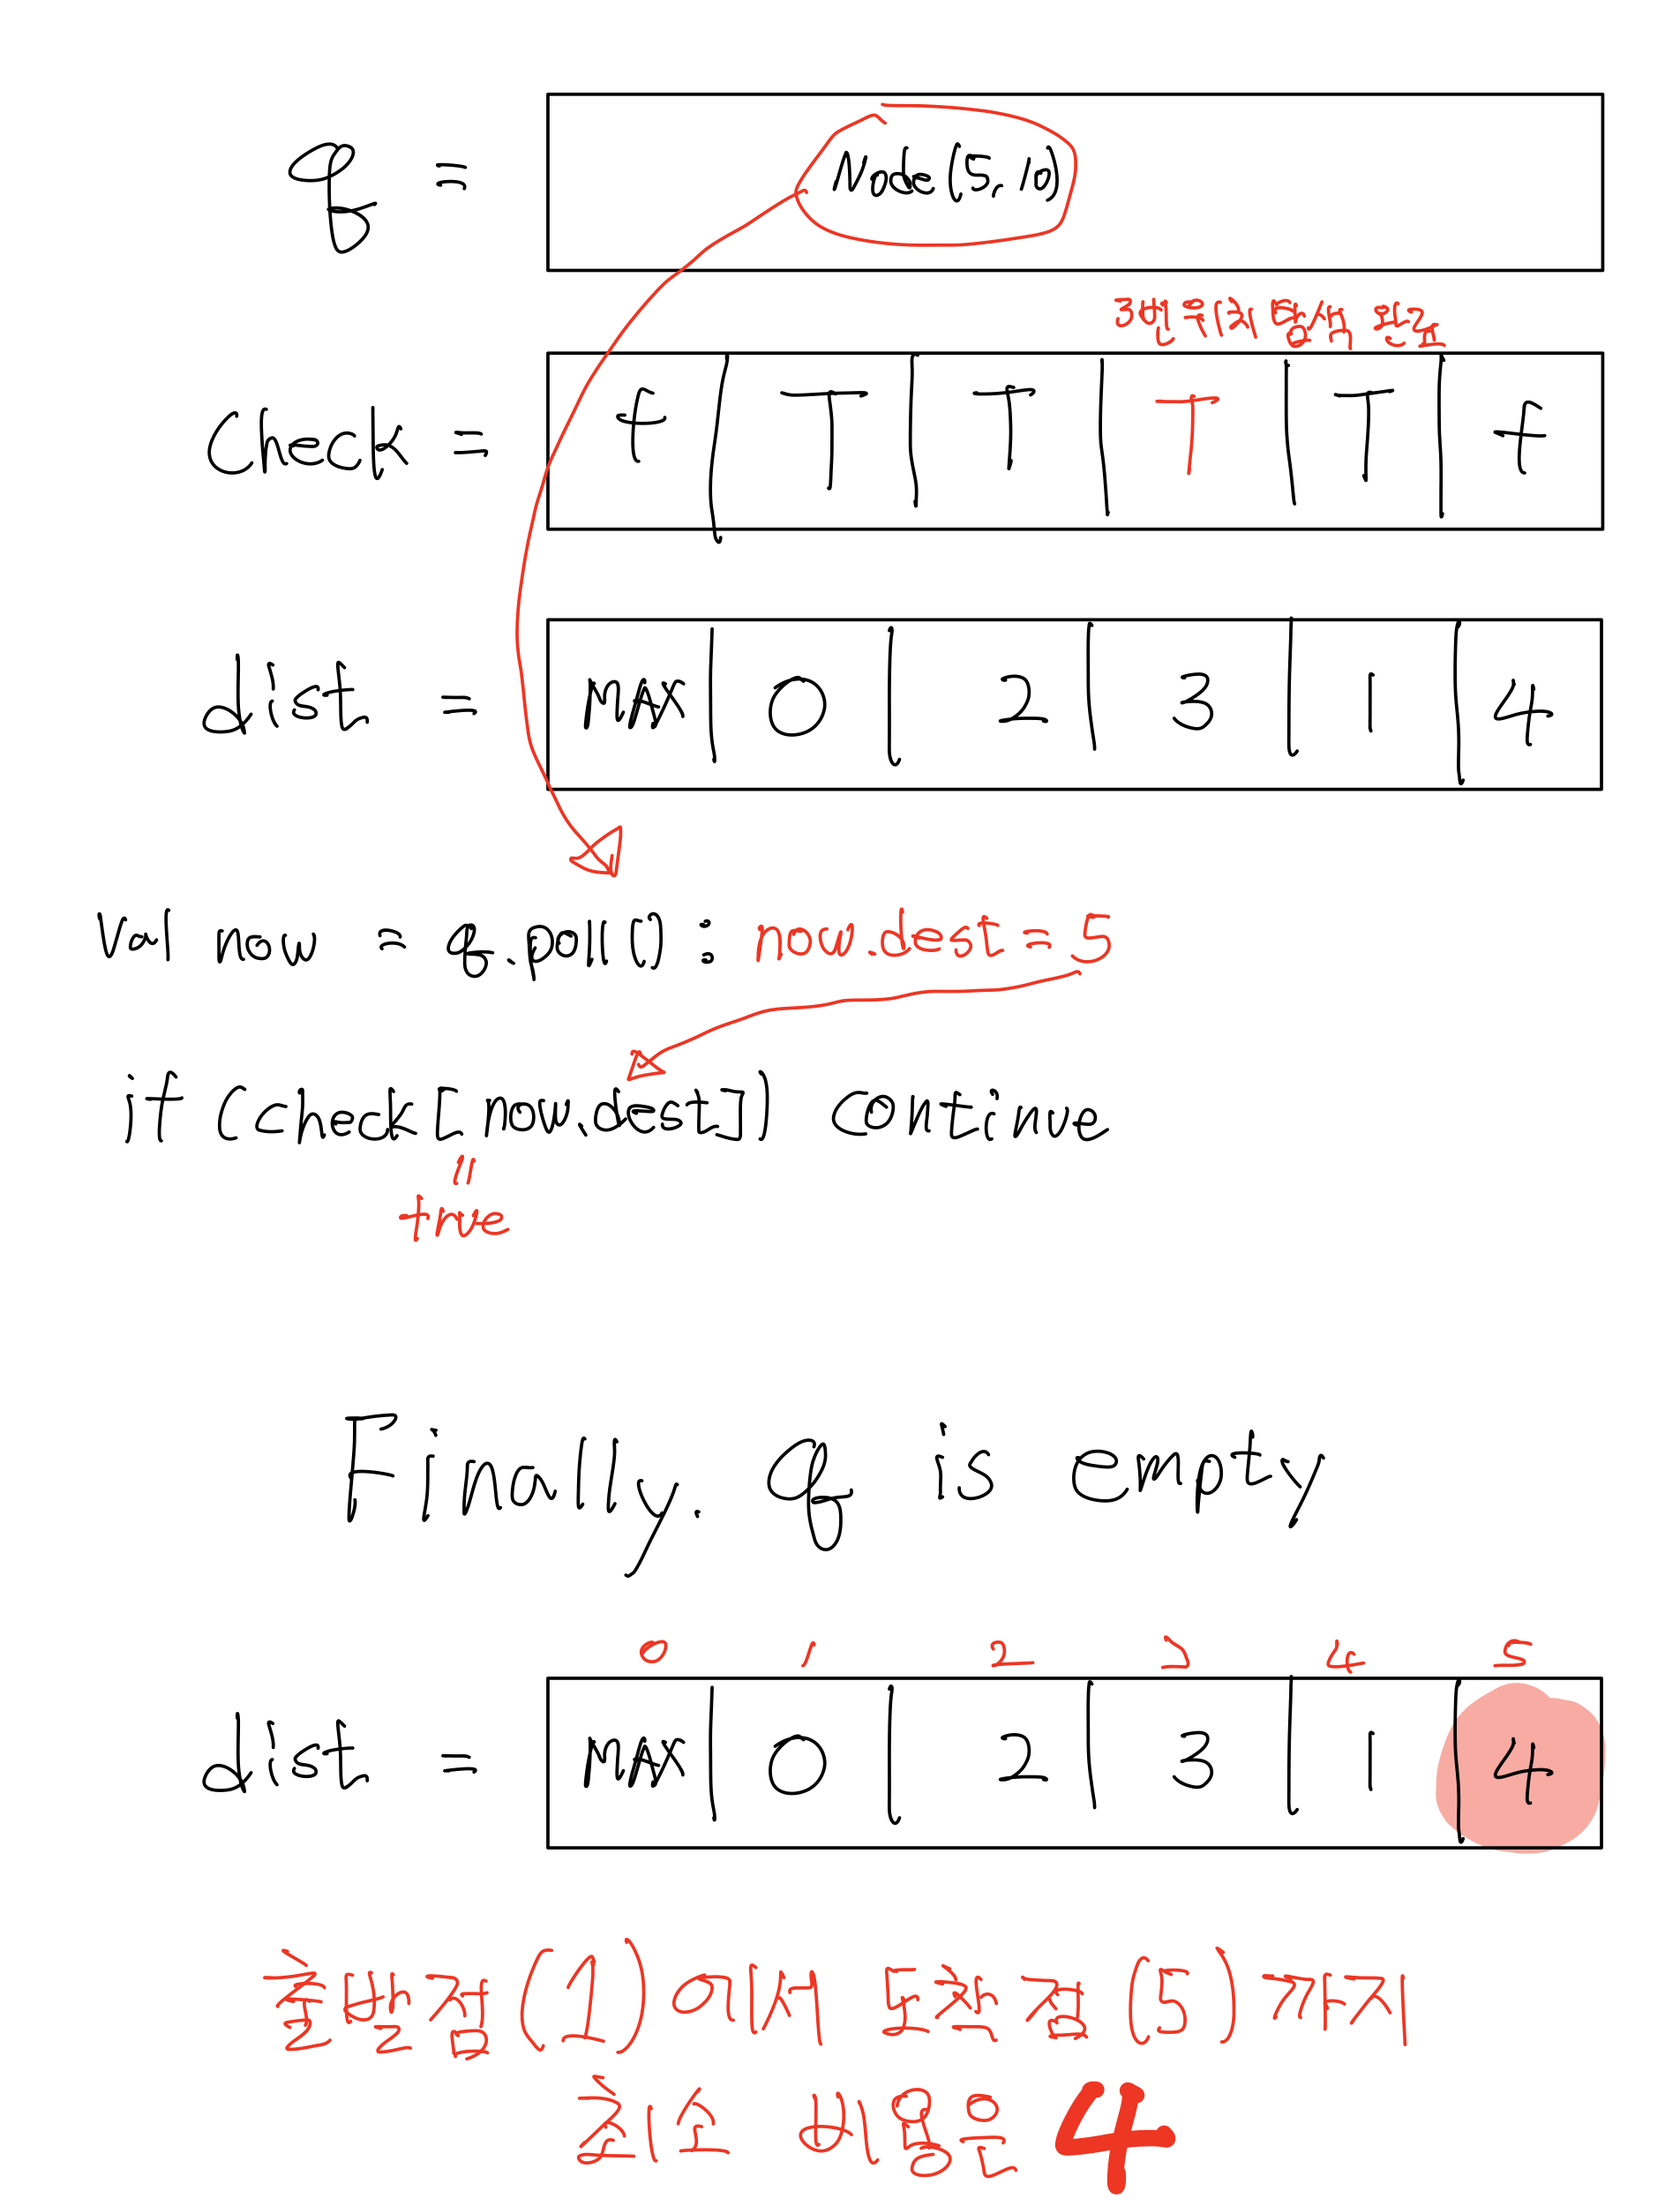 q =
Node(5, 10)
3번 위치 탐색 완료
Check = f T T T T f
dist = MAX 0 2 3 1 4
Val now = q.poll() : now.dest = 5
if (check[now.dest]) continue
=
true
Finally. q is empty
0 1 2 3 4 5
dist = MAX 0 2 3 1 4
출발점(1)에서 도착점(5)까지
최소 비용은 4